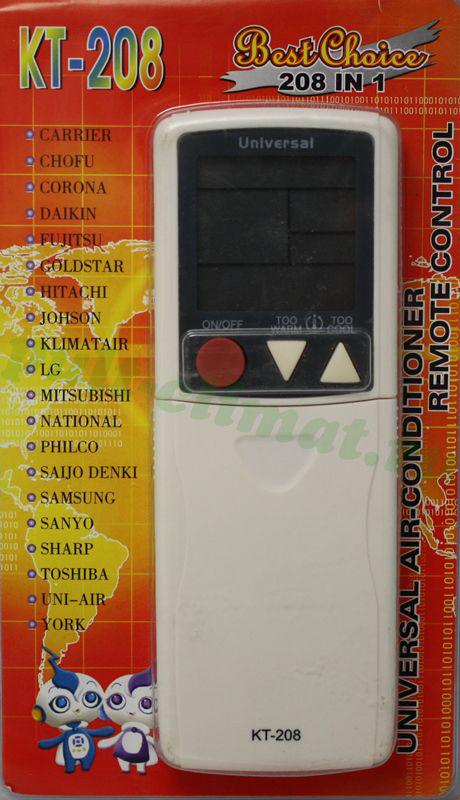 KT-208
Best Choice
208 IN 1
CARRIER
CHOFU
CORONA
DAIKIN
FUJITSU
GOLDSTAR
HITACHI
JOHSON
KLIMATAIR
LG
MITSUBISHI
NATIONAL
PHILCO
SAIJO DENKI
SAMSUNG
SANYO
SHARP
TOSHIBA
UNI-AIR
YORK
Universal
ON/OFF
TOO WARM
TOO COOL
KT-208
UNIVERSAL AIR-CONDITIONER
REMOTE CONTROL